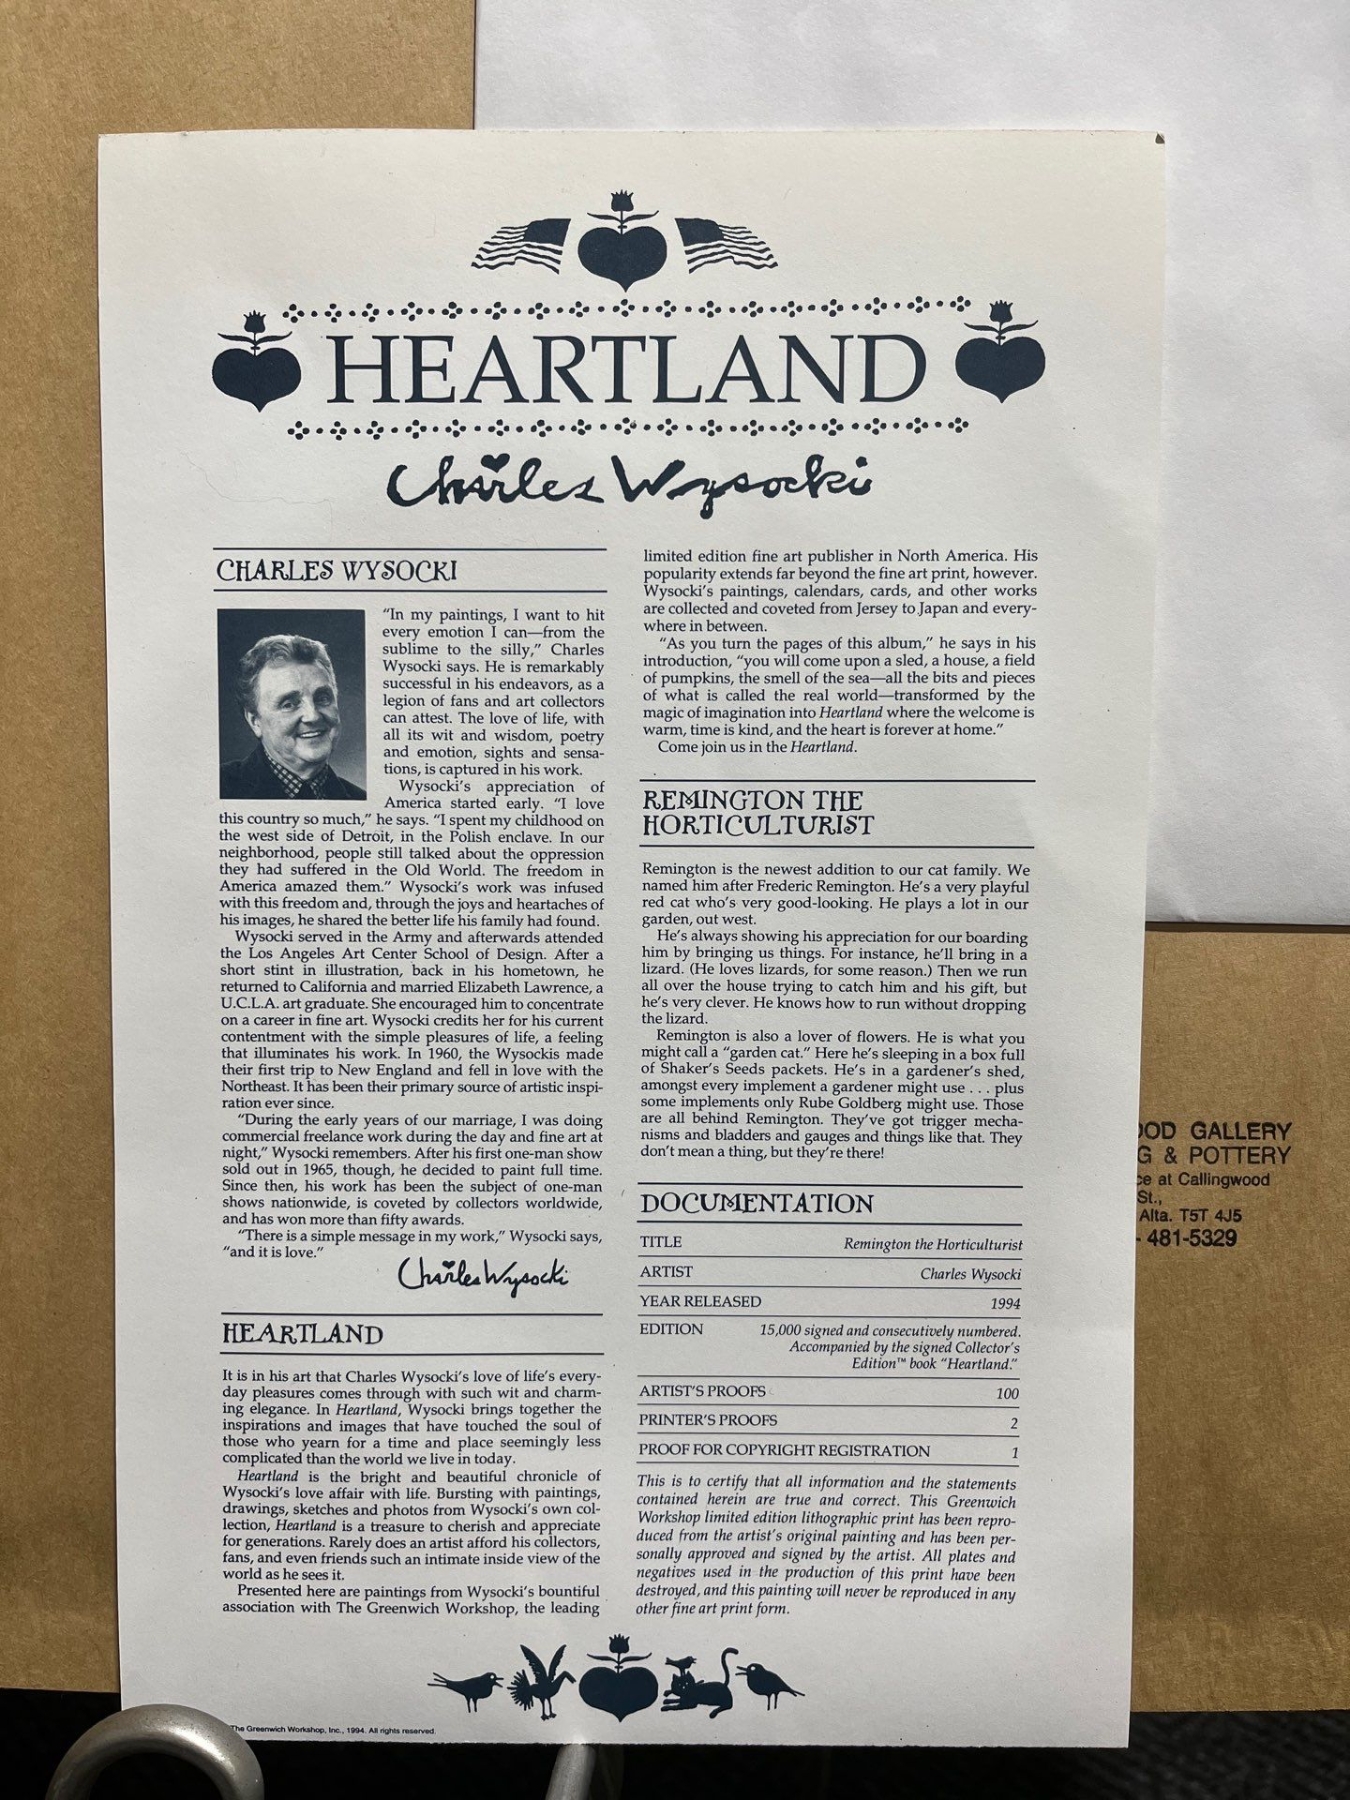 HEARTLAND
Charles Wysocki
CHARLES WYSOCKI
"In my paintings, I want to hit
every emotion I can—from the
sublime to the silly," Charles
Wysocki says. He is remarkably
successful in his endeavors, as a
legion of fans and art collectors
can attest. The love of life, with
all its wit and wisdom, poetry
and emotion, sights and sensa-
tions, is captured in his work.
Wysocki's appreciation of
America started early. "I love
this country so much," he says. "I spent my childhood on
the west side of Detroit, in the Polish enclave. In our
neighborhood, people still talked about the oppression
they had suffered in the Old World. The freedom in
America amazed them." Wysocki's work was infused
with this freedom and, through the joys and heartaches of
his images, he shared the better life his family had found.
Wysocki served in the Army and afterwards attended
the Los Angeles Art Center School of Design. After a
short stint in illustration, back in his hometown, he
returned to California and married Elizabeth Lawrence, a
U.C.L.A. art graduate. She encouraged him to concentrate
on a career in fine art. Wysocki credits her for his current
contentment with the simple pleasures of life, a feeling
that illuminates his work. In 1960, the Wysockis made
their first trip to New England and fell in love with the
Northeast. It has been their primary source of artistic inspi-
ration ever since.
"During the early years of our marriage, I was doing
commercial freelance work during the day and fine art at
night," Wysocki remembers. After his first one-man show
sold out in 1965, though, he decided to paint full time.
Since then, his work has been the subject of one-man
shows nationwide, is coveted by collectors worldwide,
and has won more than fifty awards.
"There is a simple message in my work," Wysocki says,
"and it is love."
Charles Wysocki
HEARTLAND
It is in his art that Charles Wysocki's love of life's every-
day pleasures comes through with such wit and charm-
ing elegance. In Heartland, Wysocki brings together the
inspirations and images that have touched the soul of
those who yearn for a time and place seemingly less
complicated than the world we live in today.
Heartland is the bright and beautiful chronicle of
Wysocki's love affair with life. Bursting with paintings,
drawings, sketches and photos from Wysocki's own col-
lection, Heartland is a treasure to cherish and appreciate
for generations. Rarely does an artist afford his collectors,
fans, and even friends such an intimate inside view of the
world as he sees it.
Presented here are paintings from Wysocki's bountiful
association with The Greenwich Workshop, the leading
limited edition fine art publisher in North America. His
popularity extends far beyond the fine art print, however.
Wysocki's paintings, calendars, cards, and other works
are collected and coveted from Jersey to Japan and every-
where in between.
"As you turn the pages of this album," he says in his
introduction, "you will come upon a sled, a house, a field
of pumpkins, the smell of the sea—all the bits and pieces
of what is called the real world—transformed by the
magic of imagination into Heartland where the welcome is
warm, time is kind, and the heart is forever at home."
Come join us in the Heartland.
REMINGTON THE
HORTICULTURIST
Remington is the newest addition to our cat family. We
named him after Frederic Remington. He's a very playful
red cat who's very good-looking. He plays a lot in our
garden, out west.
He's always showing his appreciation for our boarding
him by bringing us things. For instance, he'll bring in a
lizard. (He loves lizards, for some reason.) Then we run
all over the house trying to catch him and his gift, but
he's very clever. He knows how to run without dropping
the lizard.
Remington is also a lover of flowers. He is what you
might call a "garden cat." Here he's sleeping in a box full
of Shaker's Seeds packets. He's in a gardener's shed,
amongst every implement a gardener might use . . . plus
some implements only Rube Goldberg might use. Those
are all behind Remington. They've got trigger mecha-
nisms and bladders and gauges and things like that. They
don't mean a thing, but they're there!
DOCUMENTATION
TITLE Remington the Horticulturist
ARTIST Charles Wysocki
YEAR RELEASED 1994
EDITION 15,000 signed and consecutively numbered.
Accompanied by the signed Collector's
Edition™ book "Heartland."
ARTIST'S PROOFS 100
PRINTER'S PROOFS 2
PROOF FOR COPYRIGHT REGISTRATION 1
This is to certify that all information and the statements
contained herein are true and correct. This Greenwich
Workshop limited edition lithographic print has been repro-
duced from the artist's original painting and has been per-
sonally approved and signed by the artist. All plates and
negatives used in the production of this print have been
destroyed, and this painting will never be reproduced in any
other fine art print form.
The Greenwich Workshop, Inc., 1994. All rights reserved.
OOD GALLERY
G & POTTERY
ce at Callingwood
St.,
Alta. T5T 4J5
- 481-5329